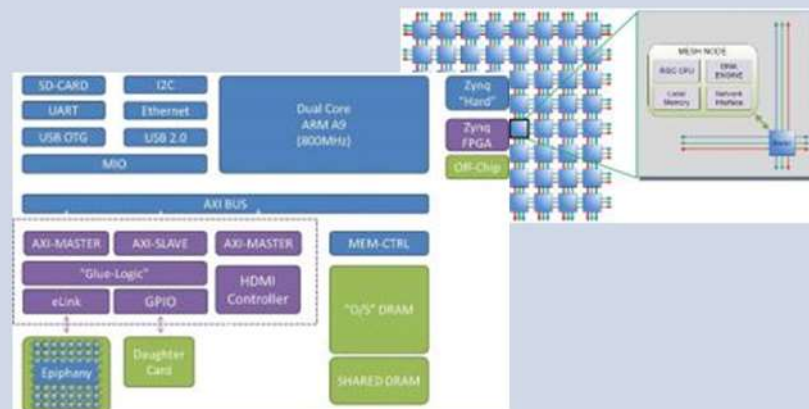 SD-CARD
I2C
UART
Ethernet
USB OTG
USB 2.0
MIO
Dual Core
ARM A9
(800MHz)
Zynq
"Hard"
Zynq
FPGA
Off-Chip
MESH NODE
RISC CPU
DMA
ENGINE
Local
Memory
Network
Interface
Router
AXI BUS
AXI-MASTER
AXI-SLAVE
AXI-MASTER
MEM-CTRL
"Glue-Logic"
HDMI
Controller
eLink
GPIO
"O/S" DRAM
Epiphany
Daughter
Card
SHARED DRAM